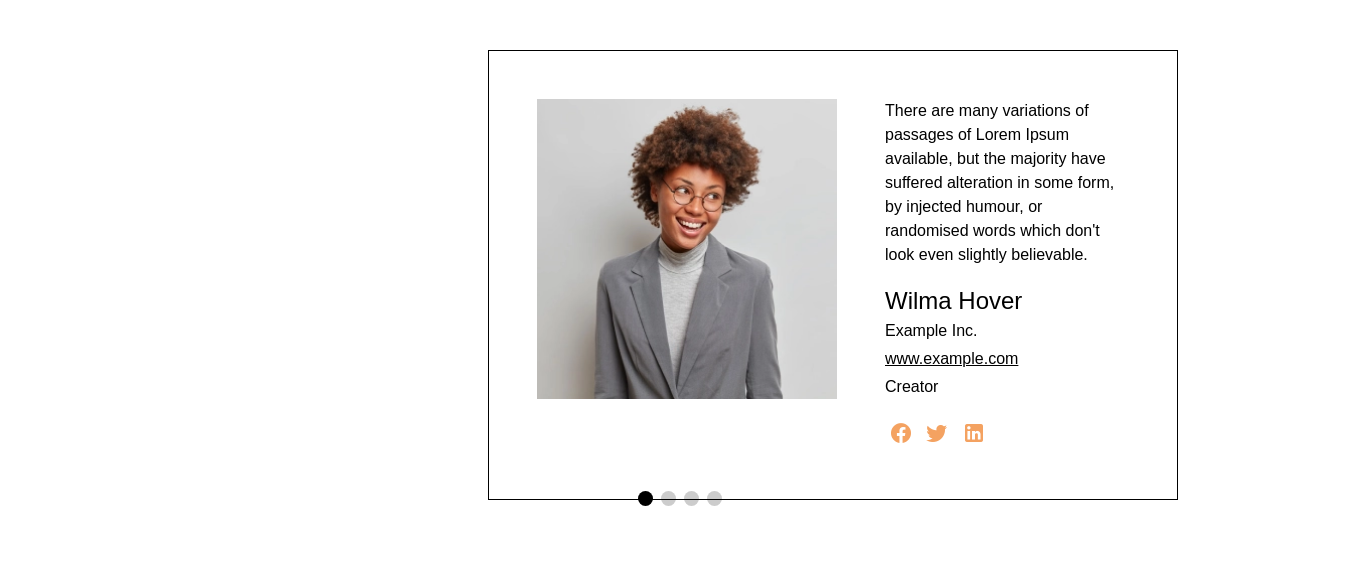 There are many variations of
passages of Lorem Ipsum
available, but the majority have
suffered alteration in some form,
by injected humour, or
randomised words which don't
look even slightly believable.
Wilma Hover
Example Inc.
www.example.com
Creator